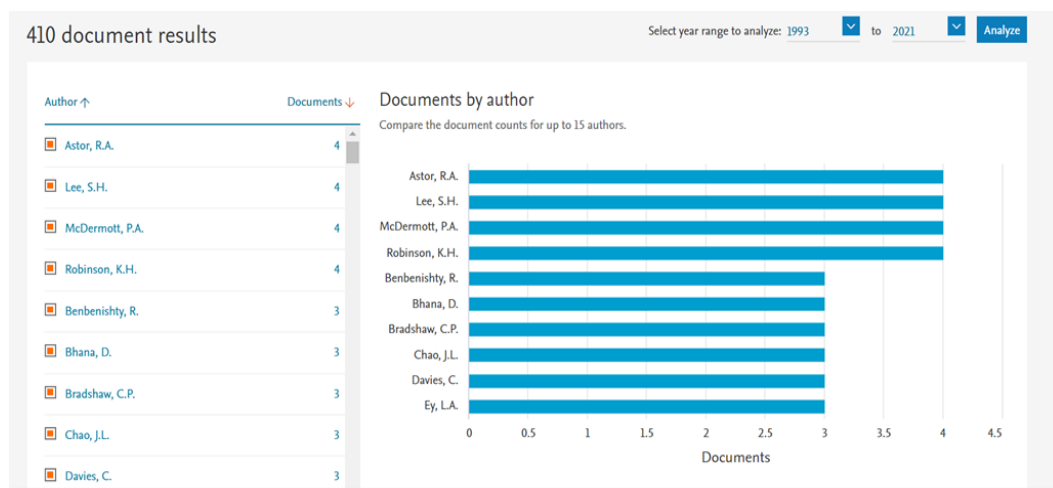 410 document results
Select year range to analyze: 1993 to 2021 Analyze
Author ↑ Documents ↓
Astor, R.A. 4
Lee, S.H. 4
McDermott, P.A. 4
Robinson, K.H. 4
Benbenishty, R. 3
Bhana, D. 3
Bradshaw, C.P. 3
Chao, J.L. 3
Davies, C. 3
Documents by author
Compare the document counts for up to 15 authors.
Astor, R.A.
Lee, S.H.
McDermott, P.A.
Robinson, K.H.
Benbenishty, R.
Bhana, D.
Bradshaw, C.P.
Chao, J.L.
Davies, C.
Ey, L.A.
0 0.5 1 1.5 2 2.5 3 3.5 4 4.5
Documents